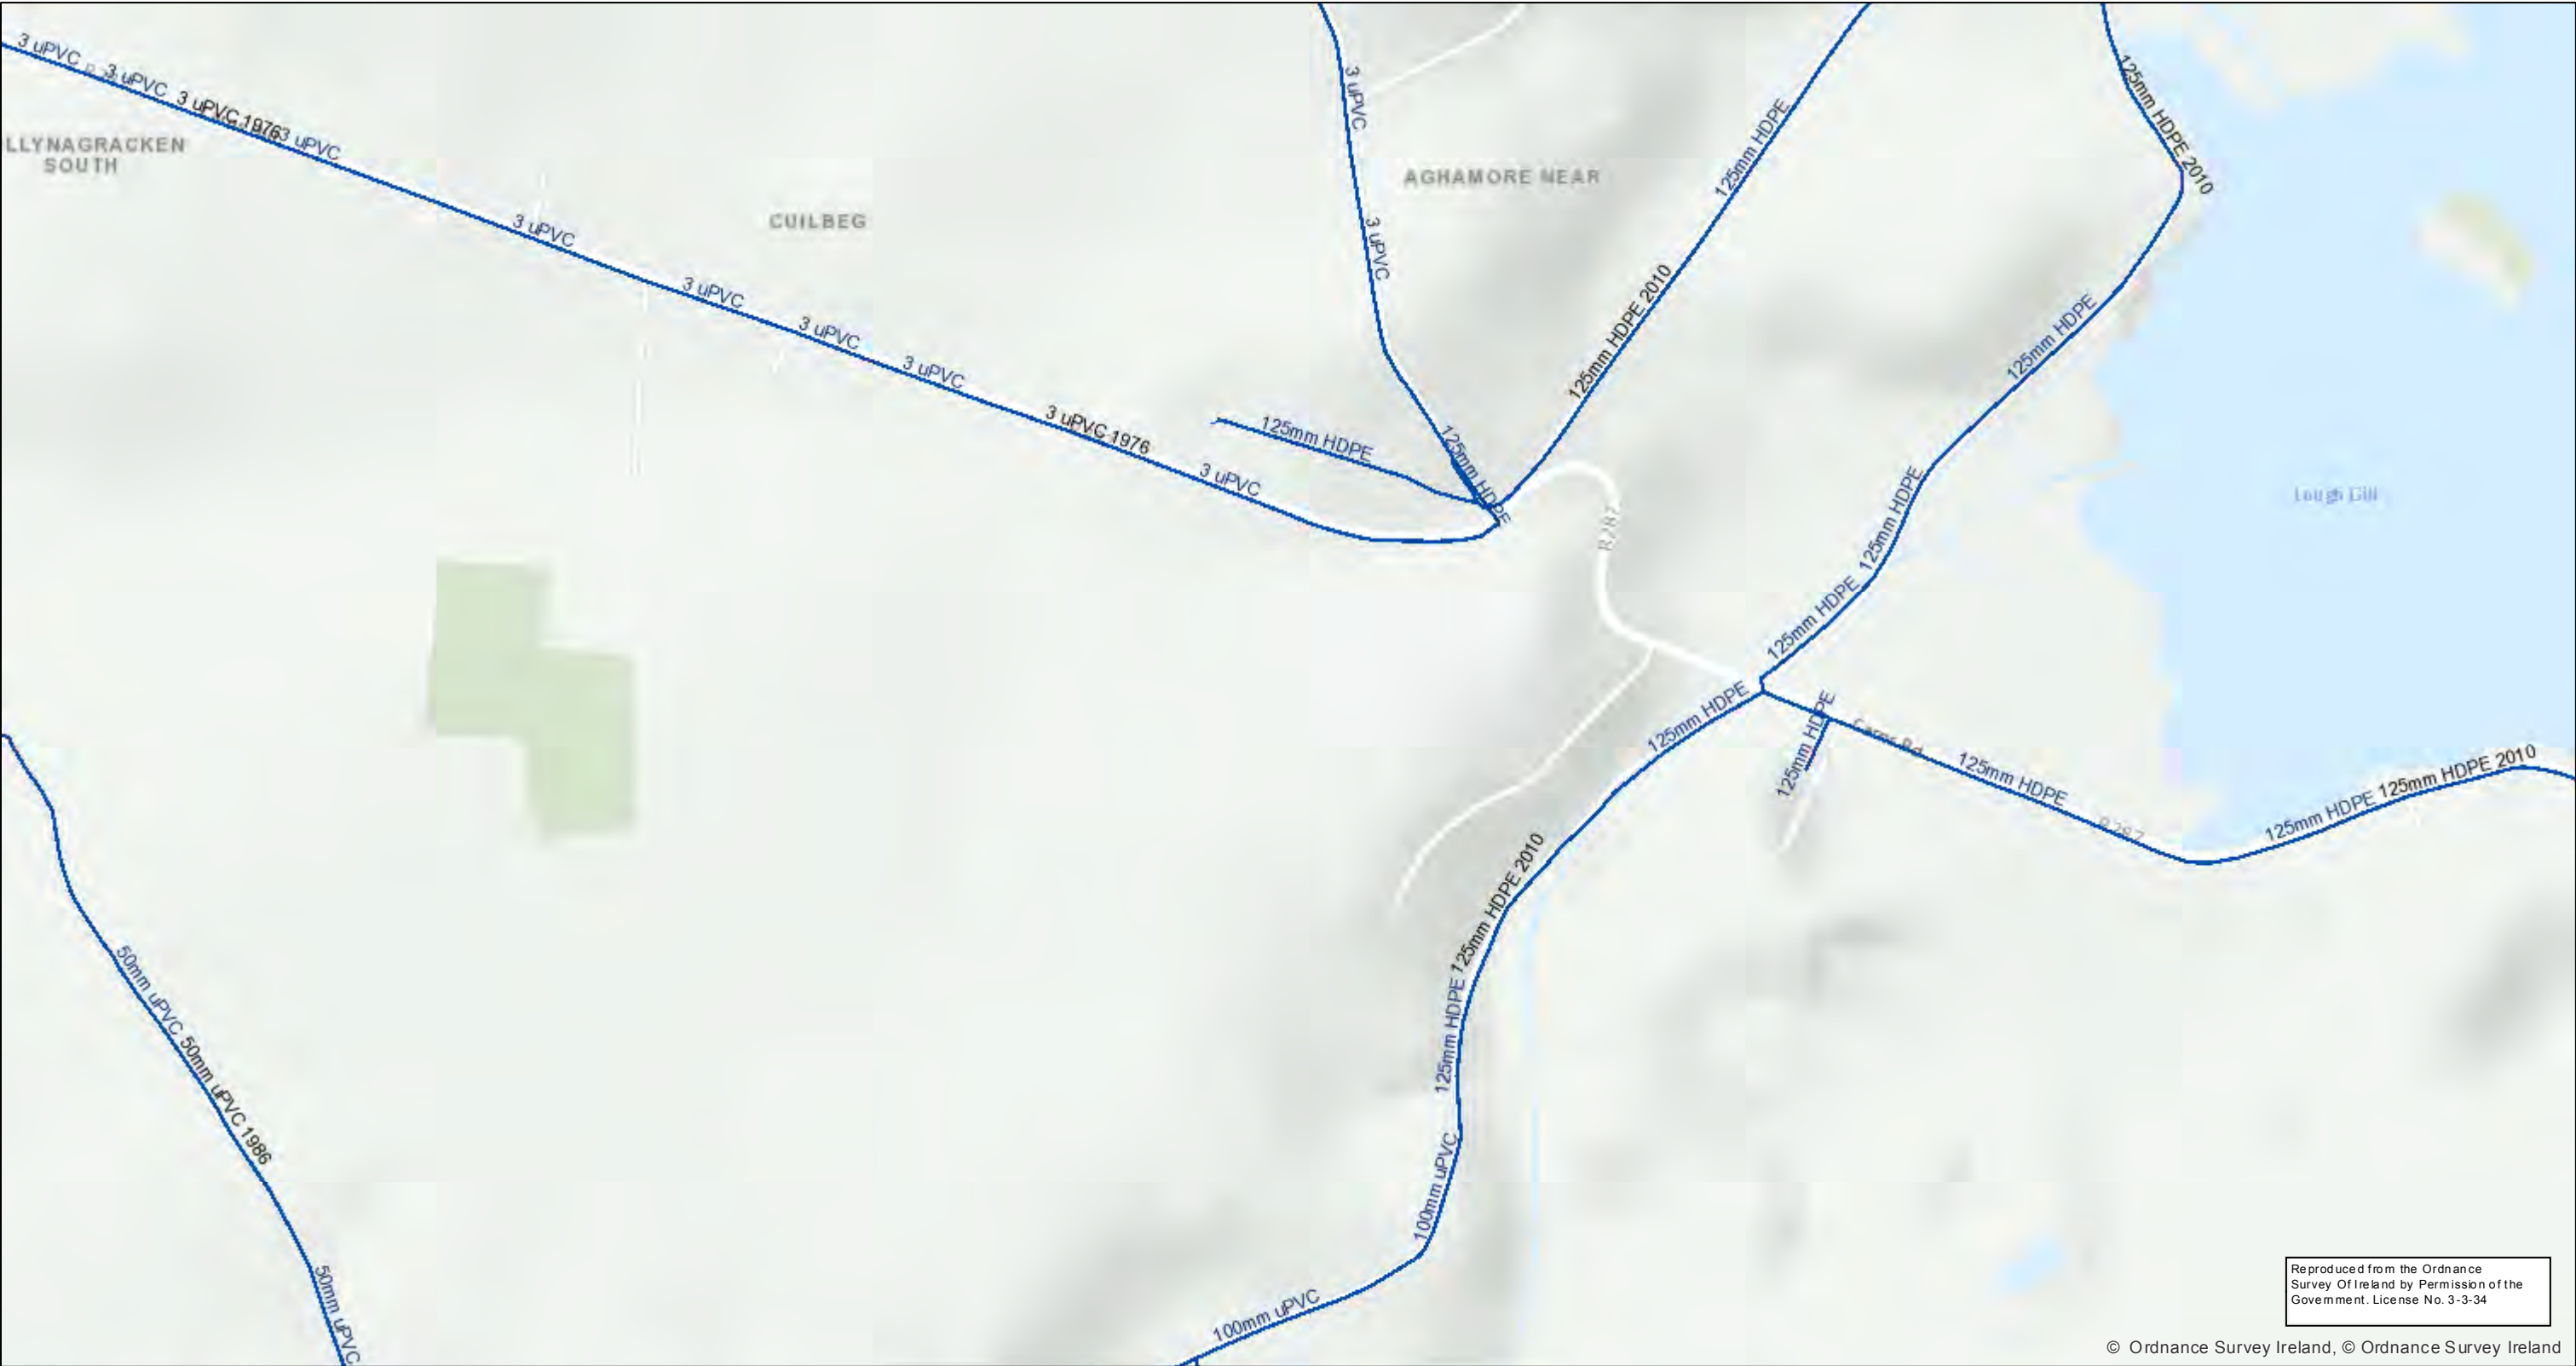 3 uPVC
3 uPVC
3 uPVC 1976
3 uPVC
LLYNAGRACKEN
SOUTH
3 uPVC
CUILBEG
3 uPVC
3 uPVC
3 uPVC
3 uPVC 1976
3 uPVC
3 uPVC
3 uPVC
AGHAMORE NEAR
125mm HDPE
125mm HDPE 2010
125mm HDPE
125mm HDPE
R287
125mm HDPE 2010
125mm HDPE
125mm HDPE
125mm HDPE
Lough Gill
125mm HDPE
125mm HDPE
Carns Rd
125mm HDPE
R287
125mm HDPE
125mm HDPE 2010
125mm HDPE 2010
125mm HDPE
100mm uPVC
100mm uPVC
50mm uPVC
50mm uPVC 1986
50mm uPVC
Reproduced from the Ordnance
Survey Of Ireland by Permission of the
Government. License No. 3-3-34
© Ordnance Survey Ireland, © Ordnance Survey Ireland